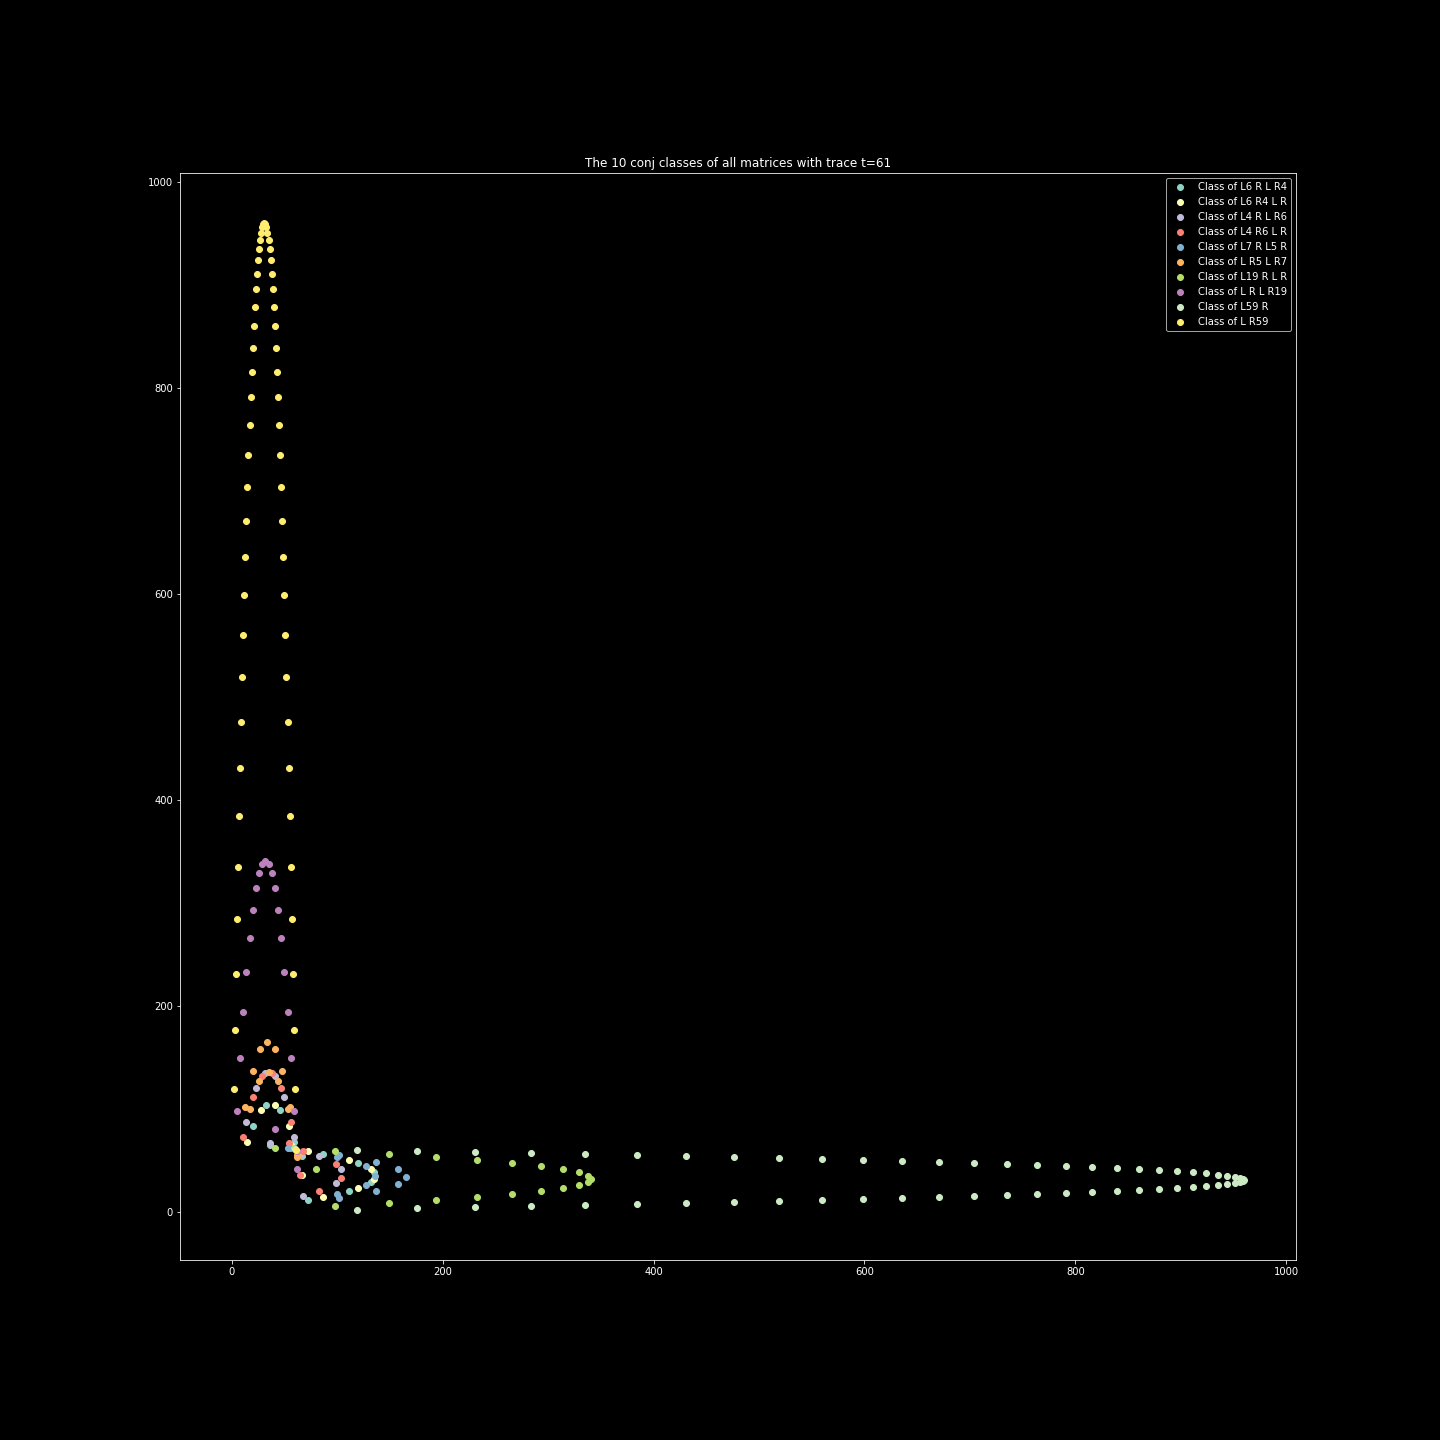 The 10 conj classes of all matrices with trace t=61
1000
800
600
400
200
0
Class of L6 R L R4
Class of L6 R4 L R
Class of L4 R L R6
Class of L4 R6 L R
Class of L7 R L5 R
Class of L R5 L R7
Class of L19 R L R
Class of L R L R19
Class of L59 R
Class of L R59
0 200 400 600 800 1000